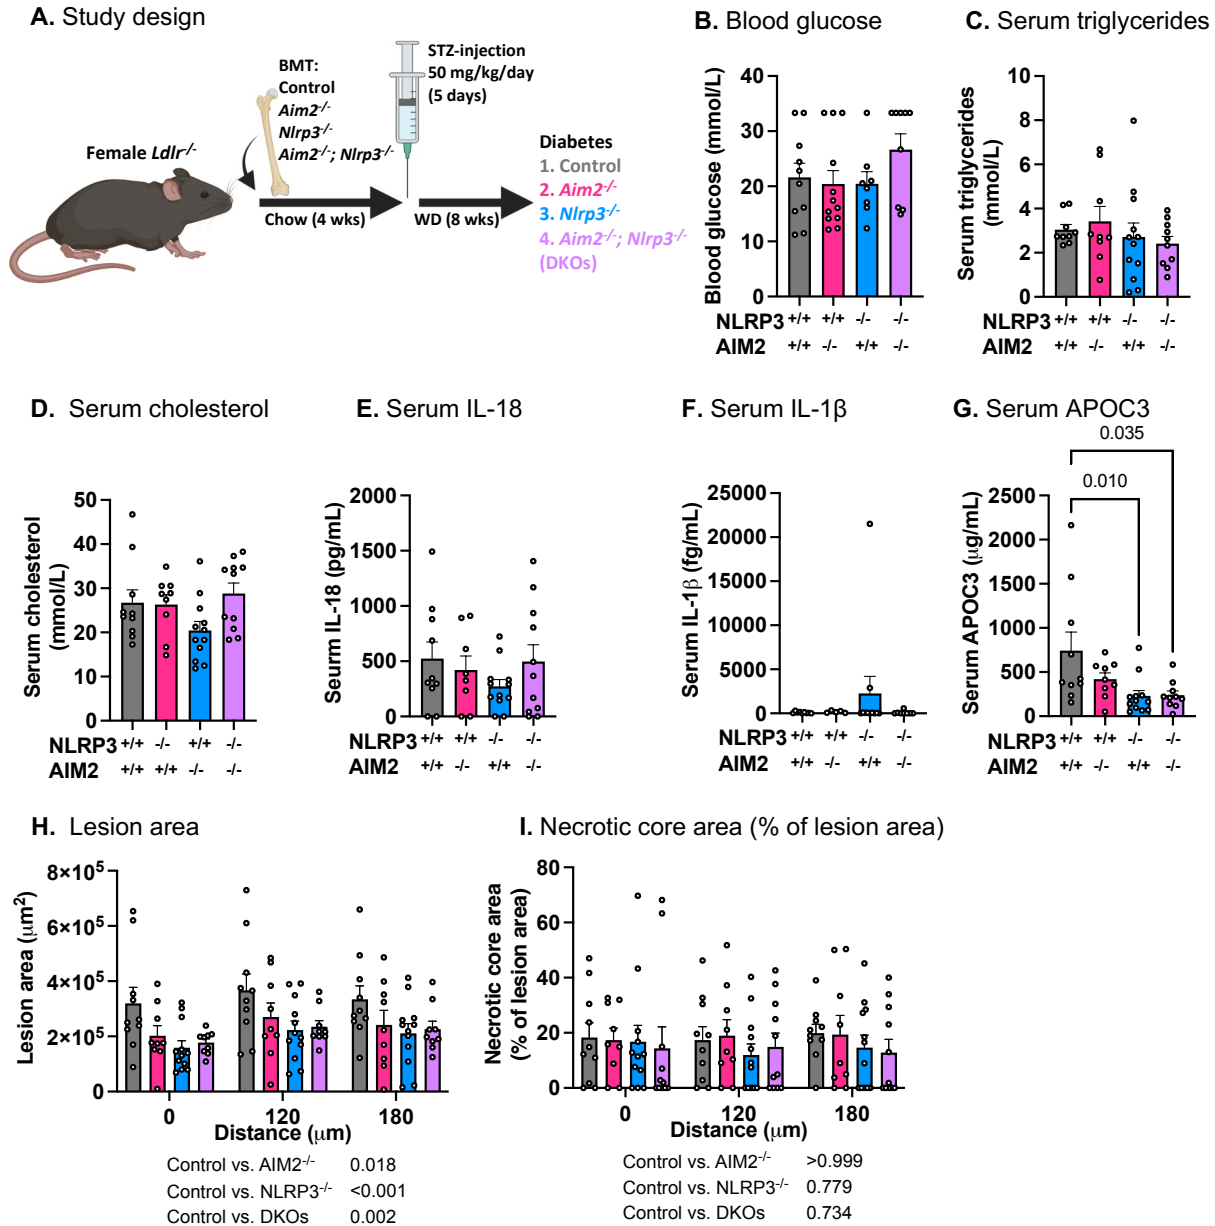 A. Study design
BMT:
Control
Aim2-/-
Nlrp3-/-
Aim2-/-; Nlrp3-/-
Female Ldlr-/-
Chow (4 wks)
STZ-injection
50 mg/kg/day
(5 days)
WD (8 wks)
Diabetes
1. Control
2. Aim2-/-
3. Nlrp3-/-
4. Aim2-/-; Nlrp3-/-
(DKOs)
B. Blood glucose
Blood glucose (mmol/L)
40
30
20
10
0
NLRP3 +/+ +/+ -/- -/-
AIM2 +/+ -/- +/+ -/-
C. Serum triglycerides
Serum triglycerides
(mmol/L)
10
8
6
4
2
0
NLRP3 +/+ +/+ -/- -/-
AIM2 +/+ -/- +/+ -/-
D. Serum cholesterol
Serum cholesterol
(mmol/L)
50
40
30
20
10
0
NLRP3 +/+ -/- +/+ -/-
AIM2 +/+ +/+ -/- -/-
E. Serum IL-18
Seurm IL-18 (pg/mL)
2000
1500
1000
500
0
NLRP3 +/+ +/+ -/- -/-
AIM2 +/+ -/- +/+ -/-
F. Serum IL-1β
Serum IL-1β (fg/mL)
25000
20000
15000
10000
5000
0
NLRP3 +/+ +/+ -/- -/-
AIM2 +/+ -/- +/+ -/-
G. Serum APOC3
0.035
0.010
Serum APOC3 (μg/mL)
2500
2000
1500
1000
500
0
NLRP3 +/+ +/+ -/- -/-
AIM2 +/+ -/- +/+ -/-
H. Lesion area
Lesion area (μm²)
8×10⁵
6×10⁵
4×10⁵
2×10⁵
0
0 120 180
Distance (μm)
Control vs. AIM2-/- 0.018
Control vs. NLRP3-/- <0.001
Control vs. DKOs 0.002
I. Necrotic core area (% of lesion area)
Necrotic core area
(% of lesion area)
80
60
40
20
0
0 120 180
Distance (μm)
Control vs. AIM2-/- >0.999
Control vs. NLRP3-/- 0.779
Control vs. DKOs 0.734